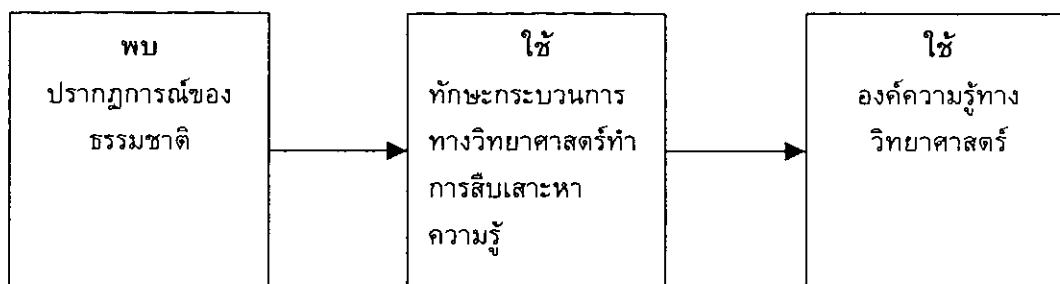 พบ
ปรากฏการณ์ของ
ธรรมชาติ
ใช้
ทักษะกระบวนการ
ทางวิทยาศาสตร์ทำ
การสืบเสาะหา
ความรู้
ใช้
องค์ความรู้ทาง
วิทยาศาสตร์